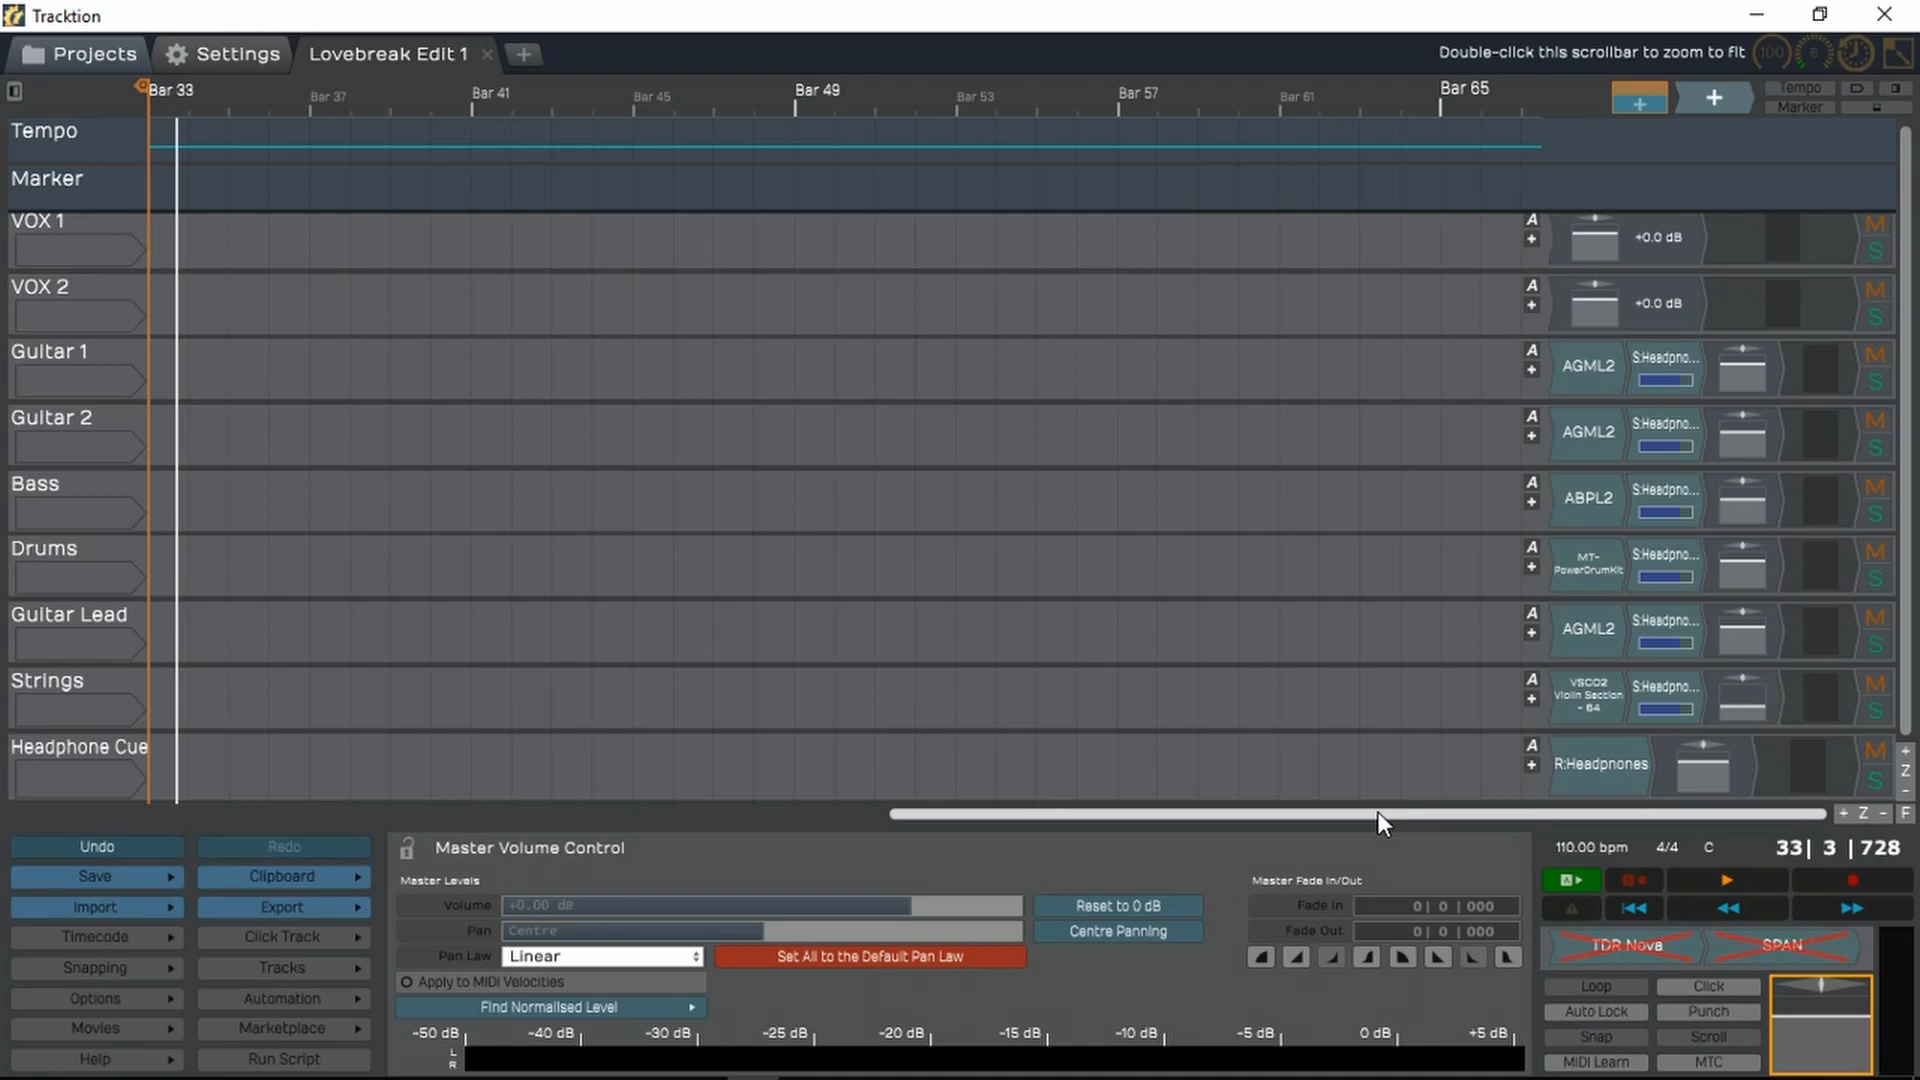 Tracktion
Projects
Settings
Lovebreak Edit 1
Double-click this scrollbar to zoom to fit
100
6
Bar 33
Bar 37
Bar 41
Bar 45
Bar 49
Bar 53
Bar 57
Bar 61
Bar 65
Tempo
Marker
Tempo
Marker
VOX 1
A
+0.0 dB
M
S
VOX 2
A
+0.0 dB
M
S
Guitar 1
A
AGML2
S:Headpno...
M
S
Guitar 2
A
AGML2
S:Headpno...
M
S
Bass
A
ABPL2
S:Headpno...
M
S
Drums
A
MT-
PowerDrumKit
S:Headpno...
M
S
Guitar Lead
A
AGML2
S:Headpno...
M
S
Strings
A
VSCO2
Violin Section
- 64
S:Headpno...
M
S
Headphone Cue
A
R:Headpnones
M
S
+ Z -
+ Z - F
Undo
Redo
Save
Clipboard
Import
Export
Timecode
Click Track
Snapping
Tracks
Options
Automation
Movies
Marketplace
Help
Run Script
Master Volume Control
Master Levels
Volume
+0.00 dB
Reset to 0 dB
Pan
Centre
Centre Panning
Pan Law
Linear
Set All to the Default Pan Law
Apply to MIDI Velocities
Find Normalised Level
Master Fade In/Out
Fade In
0| 0 | 000
Fade Out
0| 0 | 000
-50 dB
-40 dB
-30 dB
-25 dB
-20 dB
-15 dB
-10 dB
-5 dB
0 dB
+5 dB
L
R
110.00 bpm
4/4
C
33| 3 | 728
A
TDR Nova
SPAN
Loop
Click
Auto Lock
Punch
Snap
Scroll
MIDI Learn
MTC